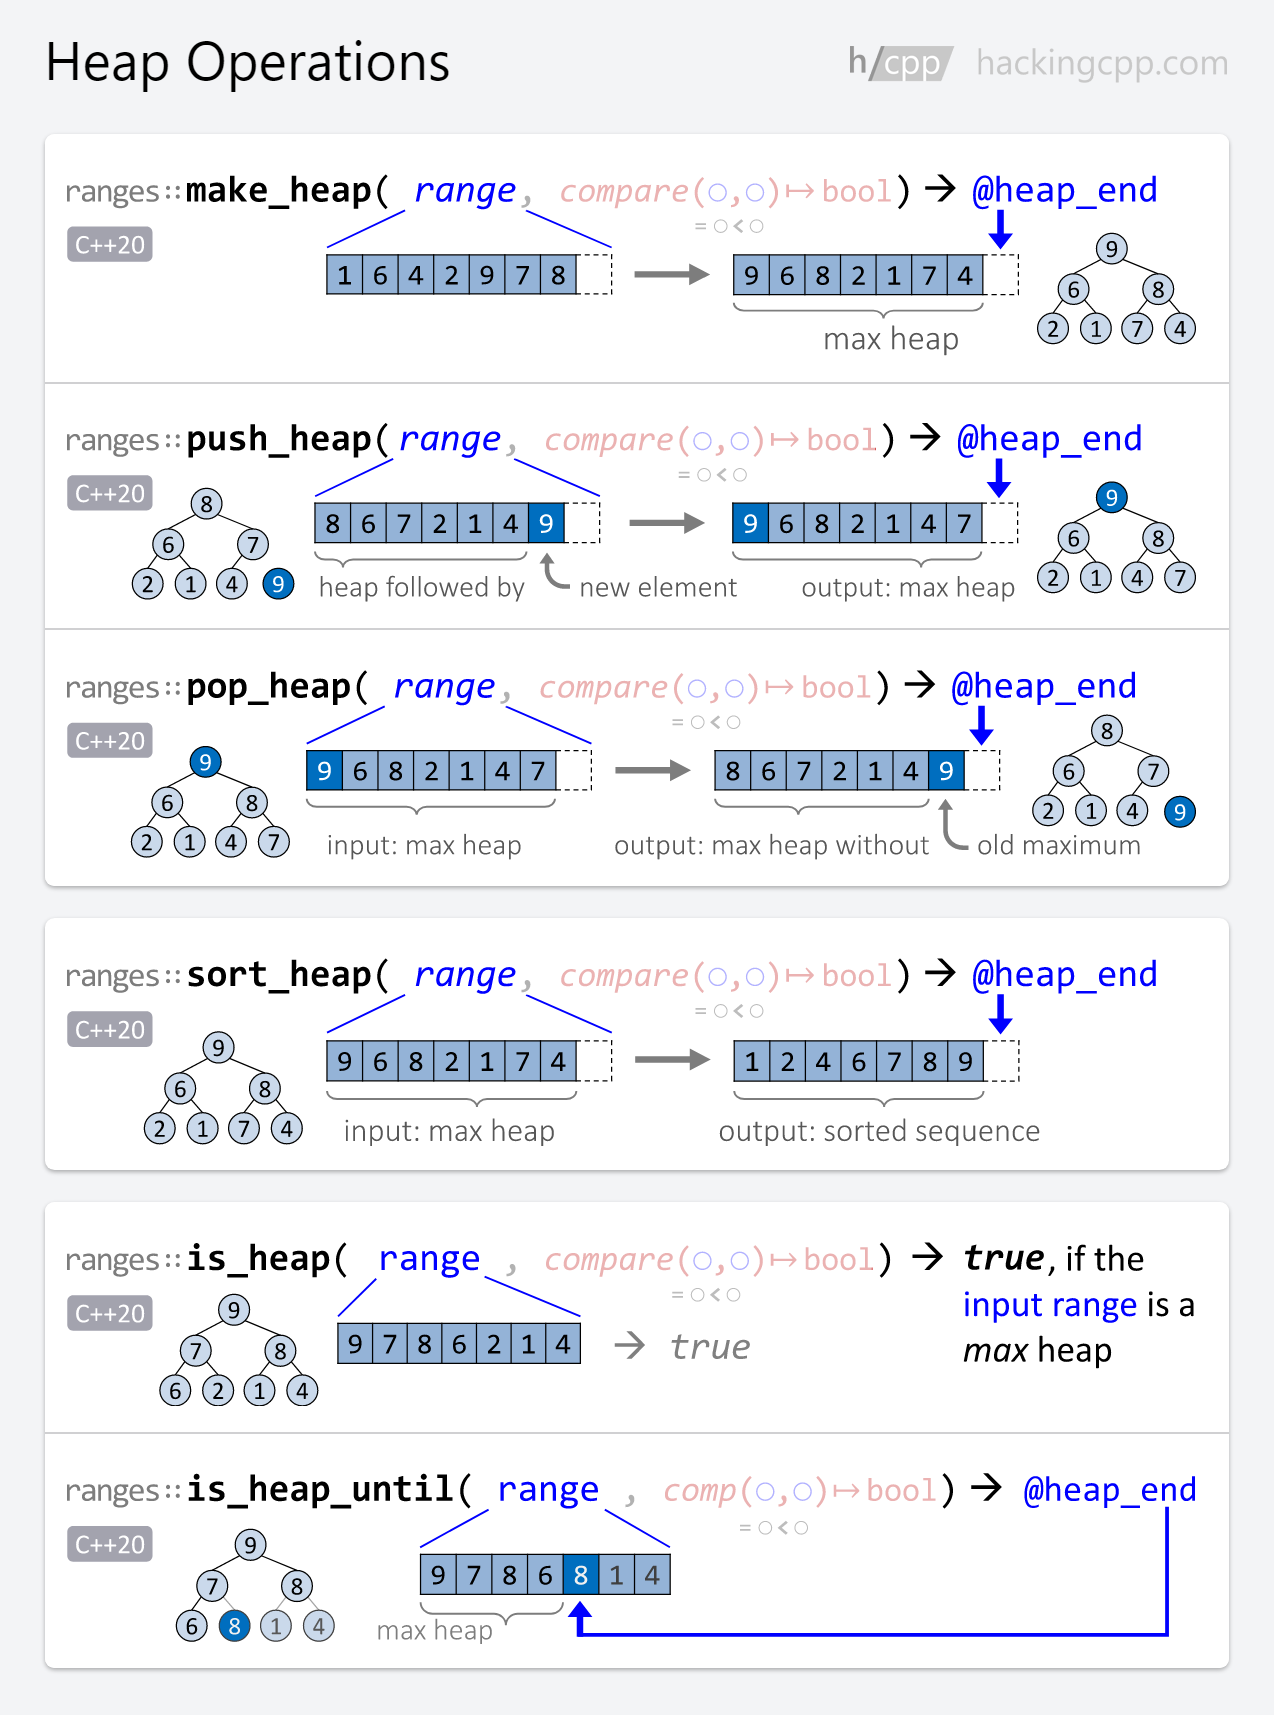 Heap Operations
h/cpp hackingcpp.com
ranges::make_heap( range, compare(○,○)↦bool) → @heap_end
= ○<○
C++20
1 6 4 2 9 7 8
9 6 8 2 1 7 4
max heap
9
6 8
2 1 7 4
ranges::push_heap( range, compare(○,○)↦bool) → @heap_end
= ○<○
C++20
8
6 7
2 1 4 9
8 6 7 2 1 4 9
heap followed by
new element
9 6 8 2 1 4 7
output: max heap
9
6 8
2 1 4 7
ranges::pop_heap( range, compare(○,○)↦bool) → @heap_end
= ○<○
C++20
9
6 8
2 1 4 7
9 6 8 2 1 4 7
input: max heap
8 6 7 2 1 4 9
output: max heap without
old maximum
8
6 7
2 1 4 9
ranges::sort_heap( range, compare(○,○)↦bool) → @heap_end
= ○<○
C++20
9
6 8
2 1 7 4
9 6 8 2 1 7 4
input: max heap
1 2 4 6 7 8 9
output: sorted sequence
ranges::is_heap( range , compare(○,○)↦bool) → true, if the
input range is a
max heap
= ○<○
C++20
9
7 8
6 2 1 4
9 7 8 6 2 1 4
→ true
ranges::is_heap_until( range , comp(○,○)↦bool) → @heap_end
= ○<○
C++20
9
7 8
6 8 1 4
9 7 8 6 8 1 4
max heap